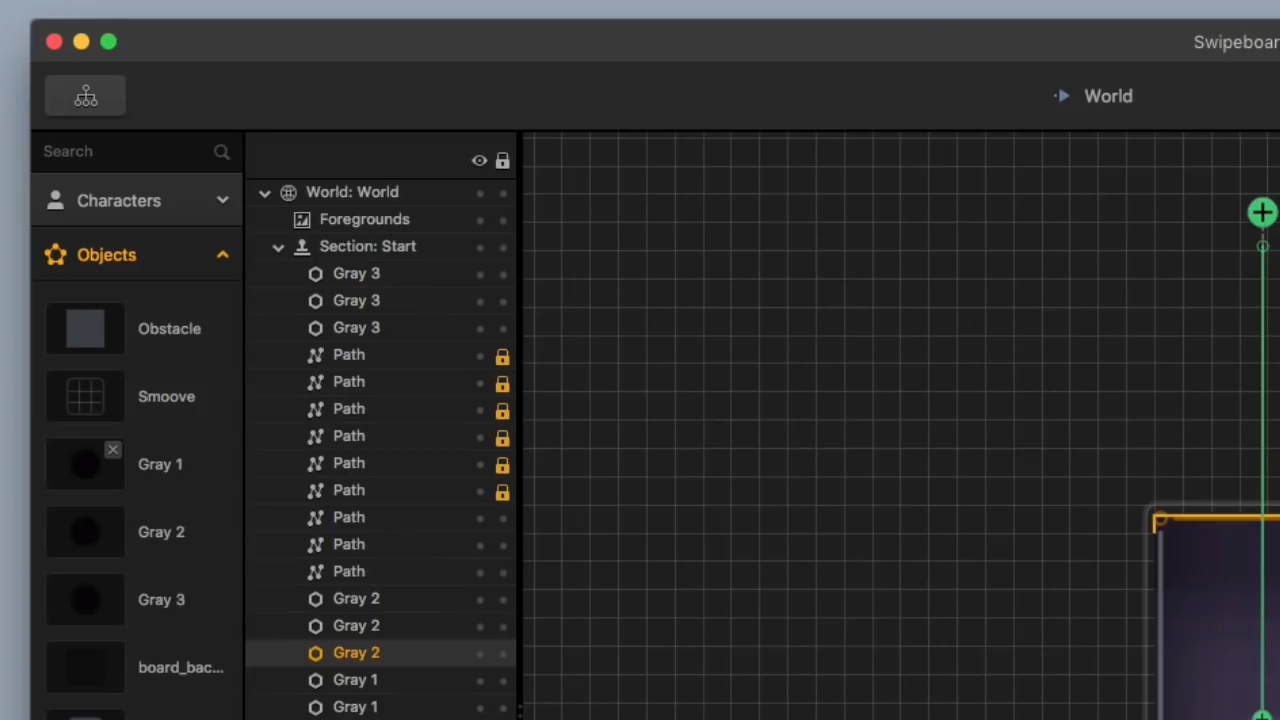 Swipeboar
World
Search
Characters
Objects
Obstacle
Smoove
Gray 1
Gray 2
Gray 3
board_bac...
World: World
Foregrounds
Section: Start
Gray 3
Gray 3
Gray 3
Path
Path
Path
Path
Path
Path
Path
Path
Path
Gray 2
Gray 2
Gray 2
Gray 1
Gray 1